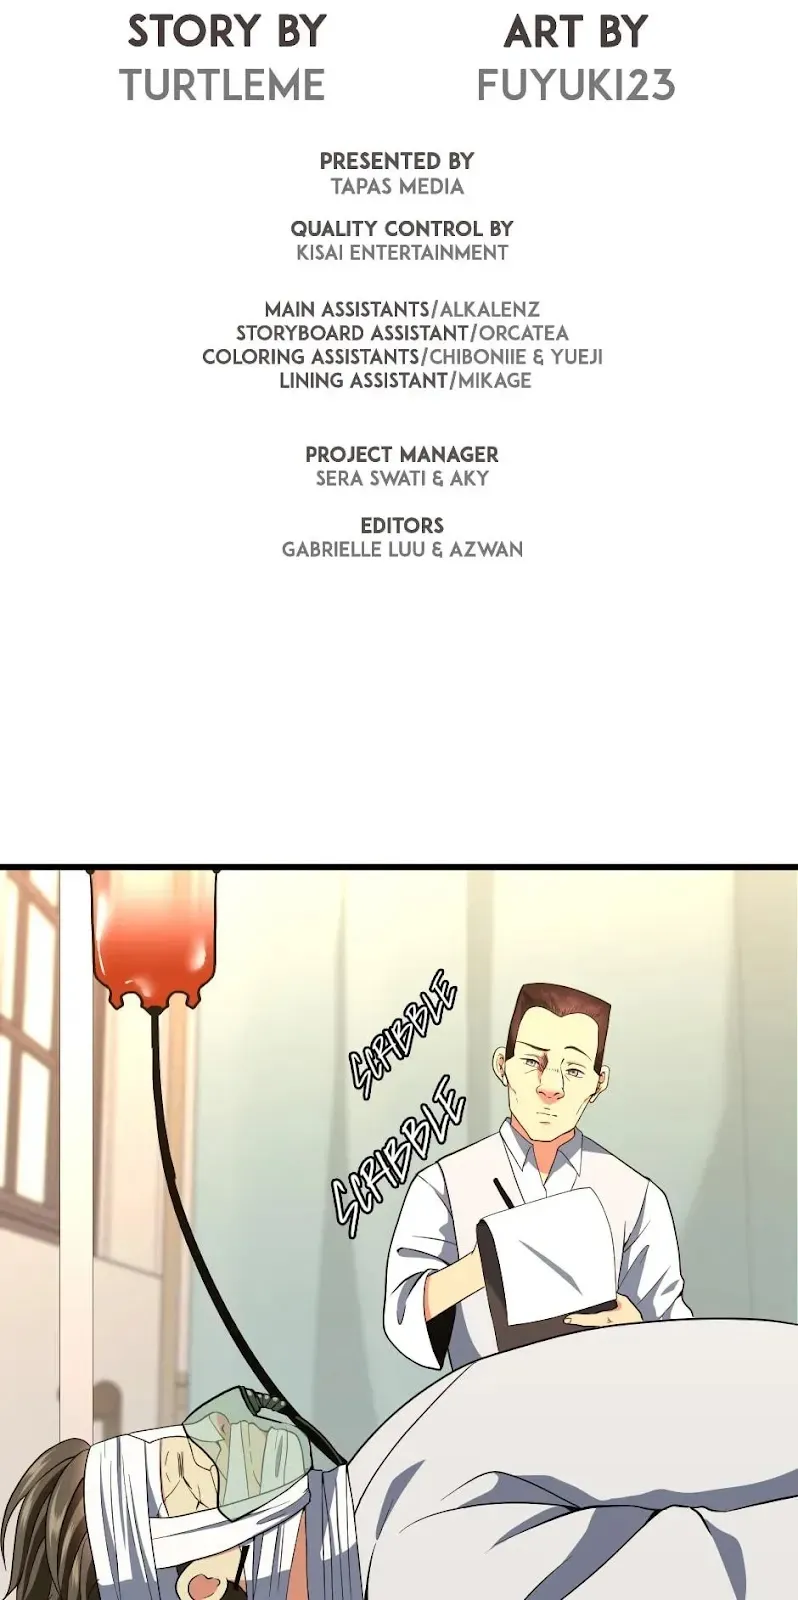 STORY BY
TURTLEME
ART BY
FUYUKI23
PRESENTED BY
TAPAS MEDIA
QUALITY CONTROL BY
KISAI ENTERTAINMENT
MAIN ASSISTANTS/ALKALENZ
STORYBOARD ASSISTANT/ORCATEA
COLORING ASSISTANTS/CHIBONIIE & YUEJI
LINING ASSISTANT/MIKAGE
PROJECT MANAGER
SERA SWATI & AKY
EDITORS
GABRIELLE LUU & AZWAN
SCRIBBLE
SCRIBBLE